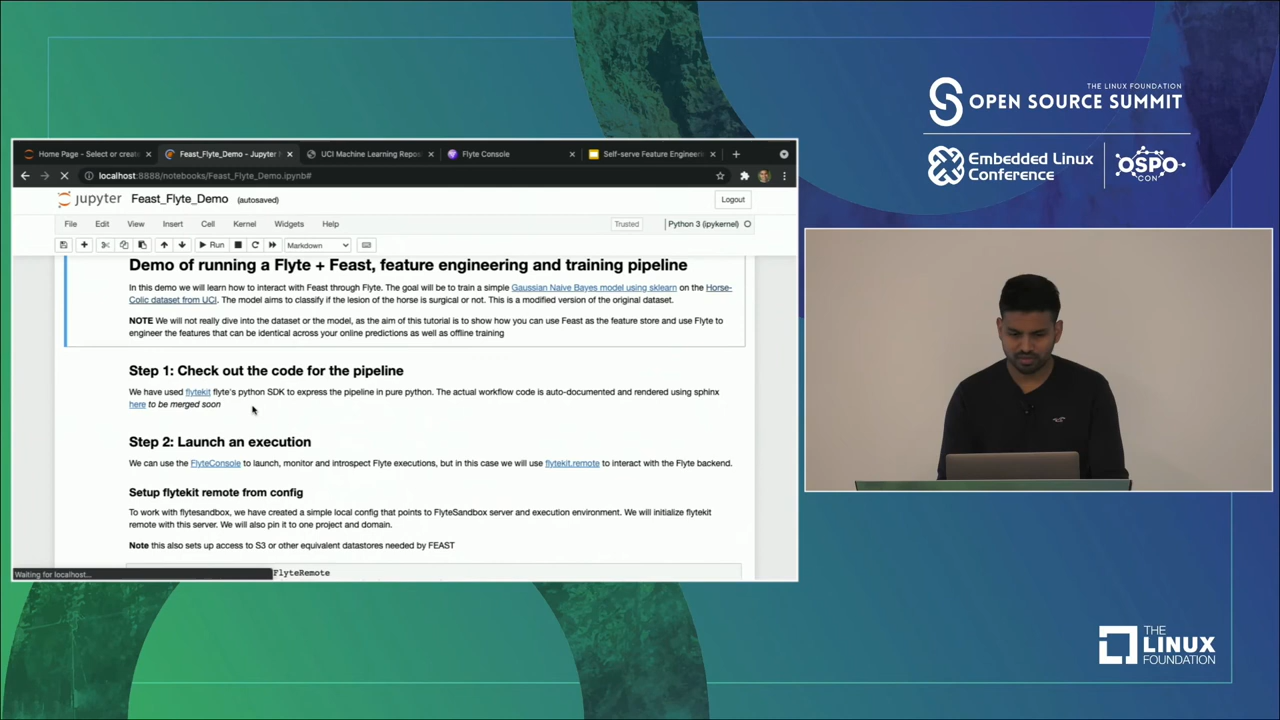 THE LINUX FOUNDATION
OPEN SOURCE SUMMIT
Embedded Linux
Conference
OSPO
CON
Home Page - Select or create
Feast_Flyte_Demo - Jupyter
UCI Machine Learning Repos
Flyte Console
Self-serve Feature Engineerin
localhost:8888/notebooks/Feast_Flyte_Demo.ipynb#
jupyter Feast_Flyte_Demo (autosaved)
Logout
File Edit View Insert Cell Kernel Widgets Help
Trusted
Python 3 (ipykernel)
Run
Markdown
Demo of running a Flyte + Feast, feature engineering and training pipeline
In this demo we will learn how to interact with Feast through Flyte. The goal will be to train a simple Gaussian Naive Bayes model using sklearn on the Horse-
Colic dataset from UCI. The model aims to classify if the lesion of the horse is surgical or not. This is a modified version of the original dataset.
NOTE We will not really dive into the dataset or the model, as the aim of this tutorial is to show how you can use Feast as the feature store and use Flyte to
engineer the features that can be identical across your online predictions as well as offline training
Step 1: Check out the code for the pipeline
We have used flytekit flyte's python SDK to express the pipeline in pure python. The actual workflow code is auto-documented and rendered using sphinx
here to be merged soon
Step 2: Launch an execution
We can use the FlyteConsole to launch, monitor and introspect Flyte executions, but in this case we will use flytekit.remote to interact with the Flyte backend.
Setup flytekit remote from config
To work with flytesandbox, we have created a simple local config that points to FlyteSandbox server and execution environment. We will initialize flytekit
remote with this server. We will also pin it to one project and domain.
Note this also sets up access to S3 or other equivalent datastores needed by FEAST
Waiting for localhost...
FlyteRemote
THE
LINUX
FOUNDATION